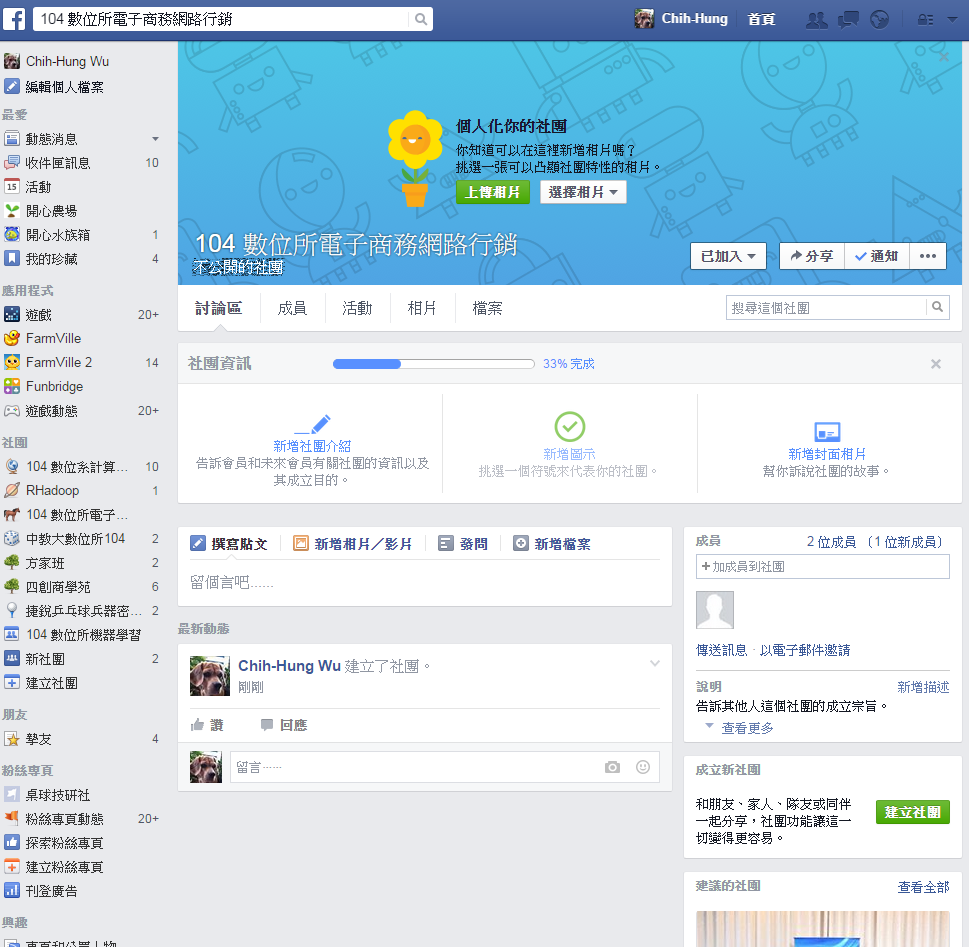 104 數位所電子商務網路行銷
Chih-Hung
首頁
Chih-Hung Wu
編輯個人檔案
最愛
動態消息
收件匣訊息 10
15 活動
開心農場
開心水族箱 1
我的珍藏 4
應用程式
遊戲 20+
FarmVille
FarmVille 2 14
Funbridge
遊戲動態 20+
社團
104 數位系計算... 10
RHadoop 1
104 數位所電子...
中教大數位所104 2
方家班 2
四創商學苑 6
捷銳乒乓球兵器密... 2
104 數位所機器學習
新社團 2
建立社團
朋友
摯友 4
粉絲專頁
桌球技研社
粉絲專頁動態 20+
探索粉絲專頁
建立粉絲專頁
刊登廣告
興趣
個人化你的社團
你知道可以在這裡新增相片嗎？
挑選一張可以凸顯社團特性的相片。
上傳相片
選擇相片
104 數位所電子商務網路行銷
不公開的社團
已加入
分享
通知
討論區
成員
活動
相片
檔案
搜尋這個社團
社團資訊
33% 完成
新增社團介紹
告訴會員和未來會員有關社團的資訊以及
其成立目的。
新增圖示
挑選一個符號來代表你的社團。
新增封面相片
幫你訴說社團的故事。
撰寫貼文
新增相片／影片
發問
新增檔案
留個言吧......
最新動態
Chih-Hung Wu 建立了社團。
剛剛
讚
回應
留言......
成員
2 位成員 （1 位新成員）
+加成員到社團
傳送訊息 · 以電子郵件邀請
說明
新增描述
告訴其他人這個社團的成立宗旨。
查看更多
成立新社團
和朋友、家人、隊友或同伴
一起分享，社團功能讓這一
切變得更容易。
建立社團
建議的社團
查看全部